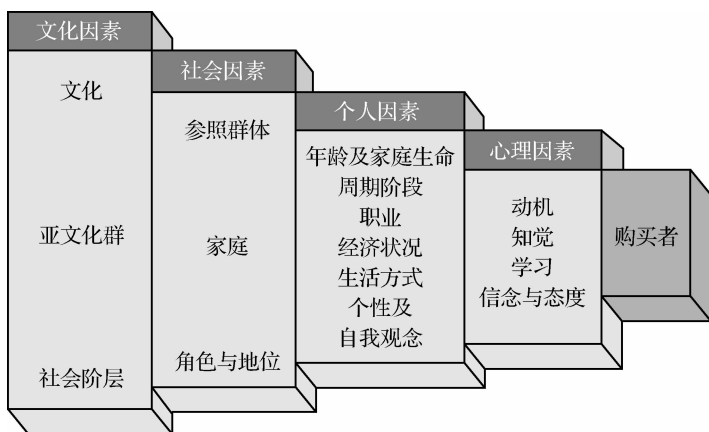 文化因素
文化
亚文化群
社会阶层
社会因素
参照群体
家庭
角色与地位
个人因素
年龄及家庭生命
周期阶段
职业
经济状况
生活方式
个性及
自我观念
心理因素
动机
知觉
学习
信念与态度
购买者